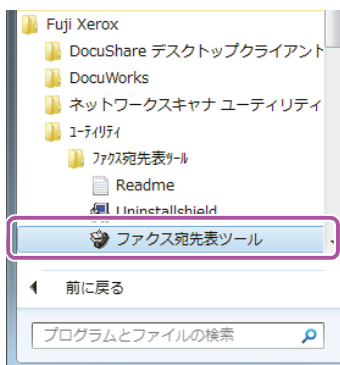 Fuji Xerox
DocuShare デスクトップクライアント
DocuWorks
ネットワークスキャナ ユーティリティ
ﾕｰﾃｨﾘﾃｨ
ﾌｧｸｽ宛先表ﾂｰﾙ
Readme
Uninstallshield
ファクス宛先表ツール
前に戻る
プログラムとファイルの検索